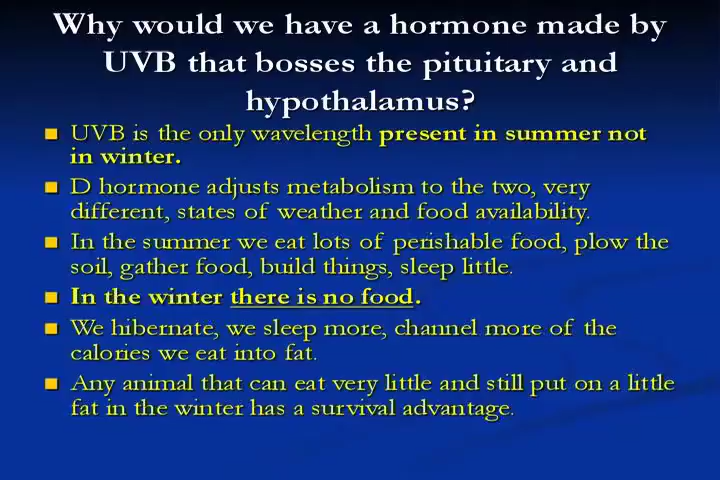 Why would we have a hormone made by
UVB that bosses the pituitary and
hypothalamus?
UVB is the only wavelength present in summer not
in winter.
D hormone adjusts metabolism to the two, very
different, states of weather and food availability.
In the summer we eat lots of perishable food, plow the
soil, gather food, build things, sleep little.
In the winter there is no food.
We hibernate, we sleep more, channel more of the
calories we eat into fat.
Any animal that can eat very little and still put on a little
fat in the winter has a survival advantage.